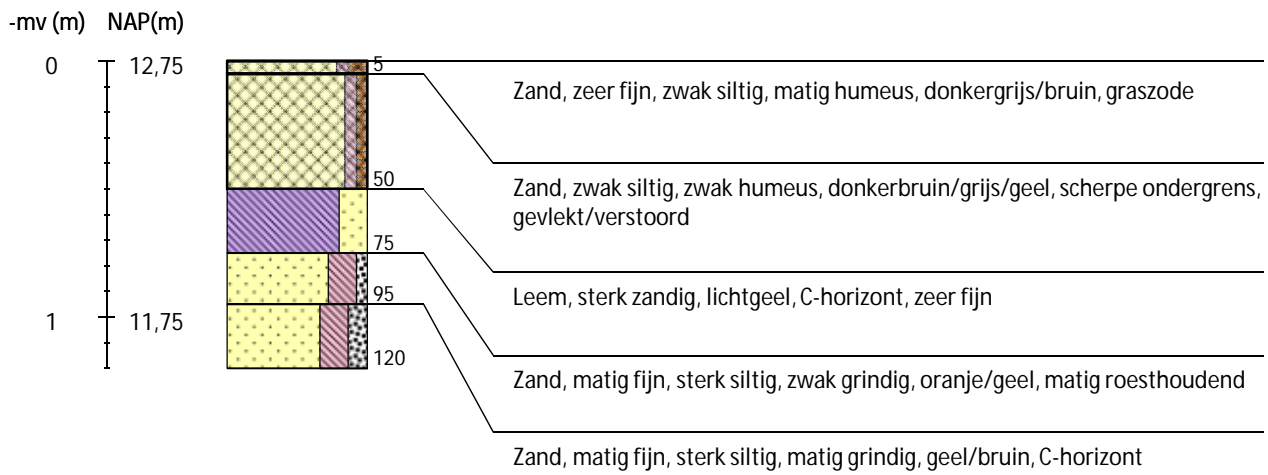 -mv (m) NAP(m)
0 12,75
5
Zand, zeer fijn, zwak siltig, matig humeus, donkergrijs/bruin, graszode
50
Zand, zwak siltig, zwak humeus, donkerbruin/grijs/geel, scherpe ondergrens,
gevlekt/verstoord
75
Leem, sterk zandig, lichtgeel, C-horizont, zeer fijn
95
1 11,75
120
Zand, matig fijn, sterk siltig, zwak grindig, oranje/geel, matig roesthoudend
Zand, matig fijn, sterk siltig, matig grindig, geel/bruin, C-horizont